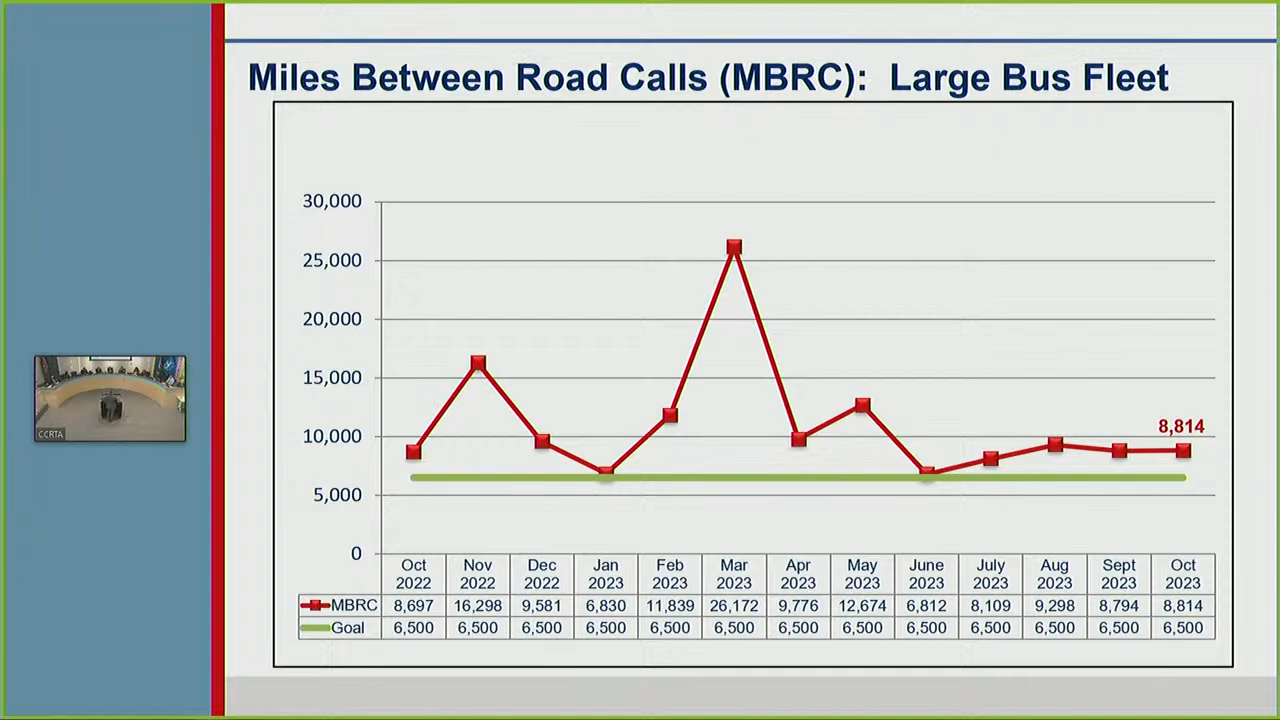 Miles Between Road Calls (MBRC): Large Bus Fleet
30,000
25,000
20,000
15,000
10,000
5,000
0
8,814
Oct 2022 Nov 2022 Dec 2022 Jan 2023 Feb 2023 Mar 2023 Apr 2023 May 2023 June 2023 July 2023 Aug 2023 Sept 2023 Oct 2023
MBRC 8,697 16,298 9,581 6,830 11,839 26,172 9,776 12,674 6,812 8,109 9,298 8,794 8,814
Goal 6,500 6,500 6,500 6,500 6,500 6,500 6,500 6,500 6,500 6,500 6,500 6,500 6,500
CCRTA